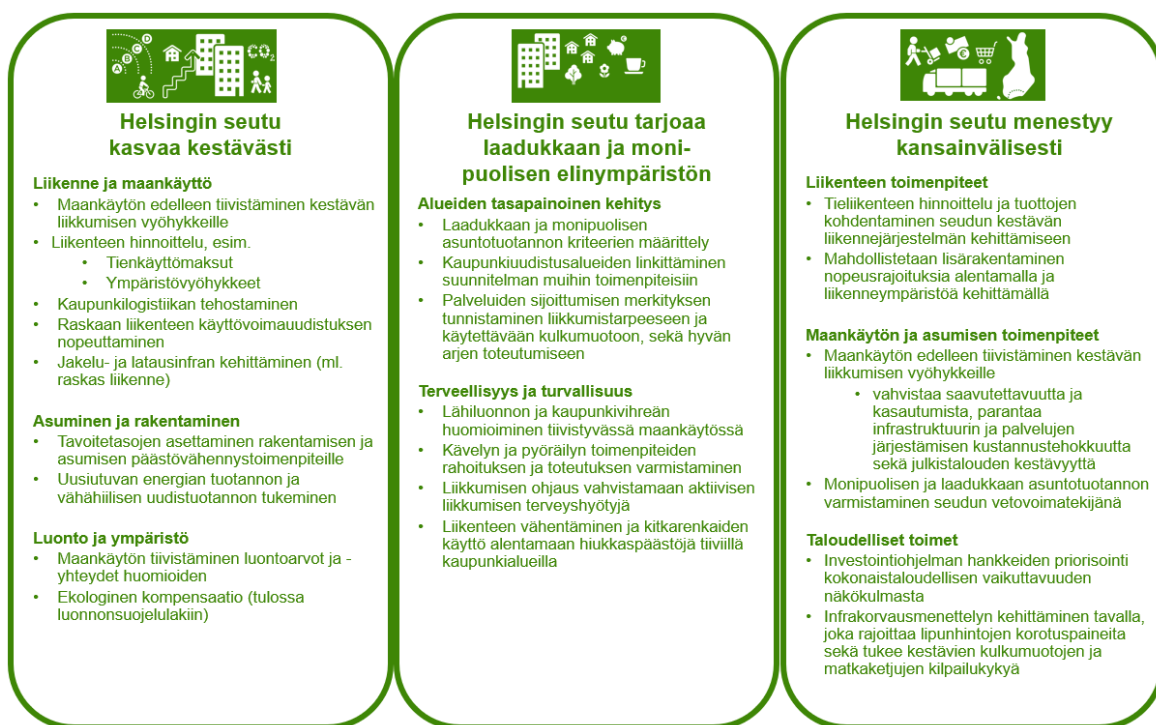 A
B
C
D
CO₂
Helsingin seutu
kasvaa kestävästi
Liikenne ja maankäyttö
• Maankäytön edelleen tiivistäminen kestävän
liikkumisen vyöhykkeille
• Liikenteen hinnoittelu, esim.
• Tienkäyttömaksut
• Ympäristövyöhykkeet
• Kaupunkilogistiikan tehostaminen
• Raskaan liikenteen käyttövoimauudistuksen
nopeuttaminen
• Jakelu- ja latausinfran kehittäminen (ml.
raskas liikenne)
Asuminen ja rakentaminen
• Tavoitetasojen asettaminen rakentamisen ja
asumisen päästövähennystoimenpiteille
• Uusiutuvan energian tuotannon ja
vähähiilisen uudistuotannon tukeminen
Luonto ja ympäristö
• Maankäytön tiivistäminen luontoarvot ja -
yhteydet huomioiden
• Ekologinen kompensaatio (tulossa
luonnonsuojelulakiin)
Helsingin seutu tarjoaa
laadukkaan ja moni-
puolisen elinympäristön
Alueiden tasapainoinen kehitys
• Laadukkaan ja monipuolisen
asuntotuotannon kriteerien määrittely
• Kaupunkiuudistusalueiden linkittäminen
suunnitelman muihin toimenpiteisiin
• Palveluiden sijoittumisen merkityksen
tunnistaminen liikkumistarpeeseen ja
käytettävään kulkumuotoon, sekä hyvän
arjen toteutumiseen
Terveellisyys ja turvallisuus
• Lähiluonnon ja kaupunkivihreän
huomioiminen tiivistyvässä maankäytössä
• Kävelyn ja pyöräilyn toimenpiteiden
rahoituksen ja toteutuksen varmistaminen
• Liikkumisen ohjaus vahvistamaan aktiivisen
liikkumisen terveyshyötyjä
• Liikenteen vähentäminen ja kitkarenkaiden
käyttö alentamaan hiukkaspäästöjä tiiviillä
kaupunkialueilla
€
Helsingin seutu menestyy
kansainvälisesti
Liikenteen toimenpiteet
• Tieliikenteen hinnoittelu ja tuottojen
kohdentaminen seudun kestävän
liikennejärjestelmän kehittämiseen
• Mahdollistetaan lisärakentaminen
nopeusrajoituksia alentamalla ja
liikenneympäristöä kehittämällä
Maankäytön ja asumisen toimenpiteet
• Maankäytön edelleen tiivistäminen kestävän
liikkumisen vyöhykkeille
• vahvistaa saavutettavuutta ja
kasautumista, parantaa
infrastruktuurin ja palvelujen
järjestämisen kustannustehokkuutta
sekä julkistalouden kestävyyttä
• Monipuolisen ja laadukkaan asuntotuotannon
varmistaminen seudun vetovoimatekijänä
Taloudelliset toimet
• Investointiohjelman hankkeiden priorisointi
kokonaistaloudellisen vaikuttavuuden
näkökulmasta
• Infrakorvausmenettelyn kehittäminen tavalla,
joka rajoittaa lipunhintojen korotuspaineita
sekä tukee kestävien kulkumuotojen ja
matkaketjujen kilpailukykyä